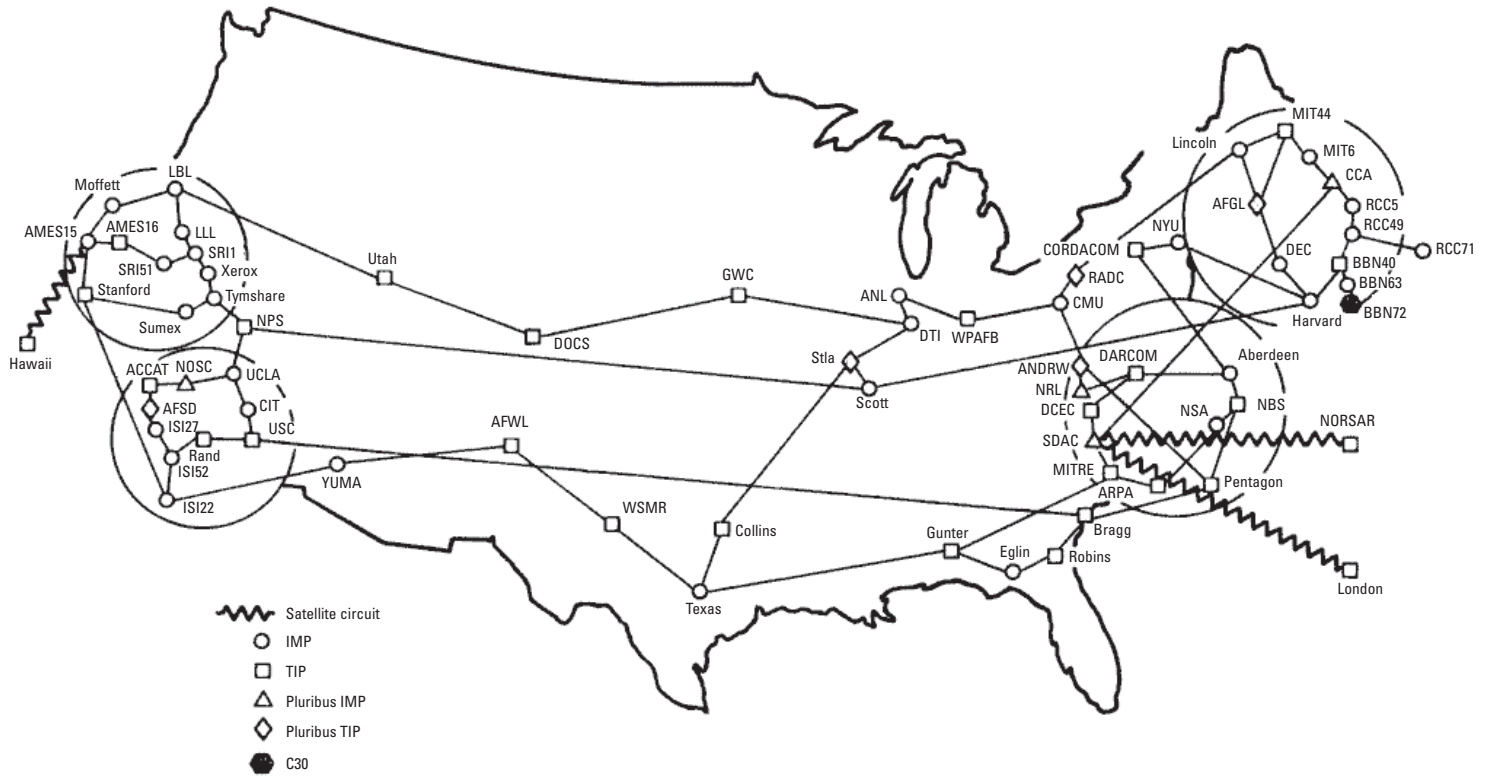 MIT44
Lincoln
MIT6
LBL
CCA
Moffett
AFGL
RCC5
AMES16
NYU
RCC49
AMES15
LLL
CORDACOM
SRI1
DEC
RCC71
SRI51
Utah
RADC
BBN40
Xerox
GWC
BBN63
Stanford
Tymshare
ANL
CMU
Sumex
NPS
Harvard
BBN72
DTI
WPAFB
DOCS
Hawaii
Stla
DARCOM
Aberdeen
ACCAT
NOSC
UCLA
ANDRW
Scott
NRL
AFSD
CIT
DCEC
NSA
NBS
ISI27
AFWL
NORSAR
USC
SDAC
Rand
ISI52
MITRE
YUMA
ARPA
Pentagon
ISI22
WSMR
Collins
Gunter
Bragg
Eglin
Robins
London
Texas
Satellite circuit
IMP
TIP
Pluribus IMP
Pluribus TIP
C30